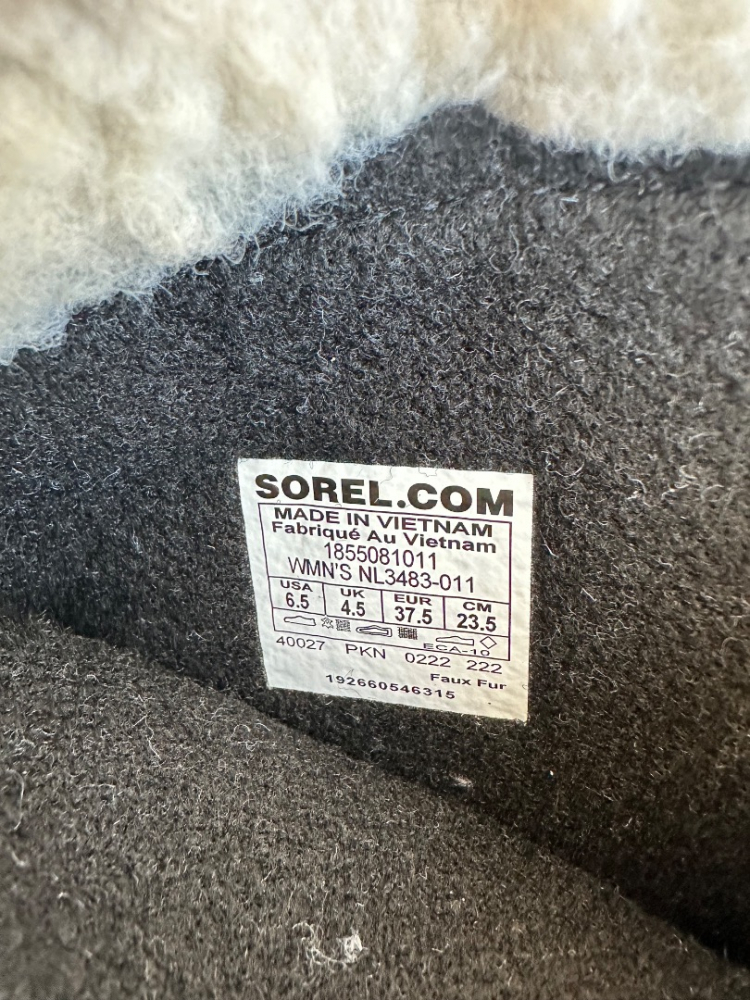 SOREL.COM
MADE IN VIETNAM
Fabriqué Au Vietnam
1855081011
WMN'S NL3483-011
USA UK EUR CM
6.5 4.5 37.5 23.5
ECA-10
40027 PKN 0222 222
Faux Fur
192660546315